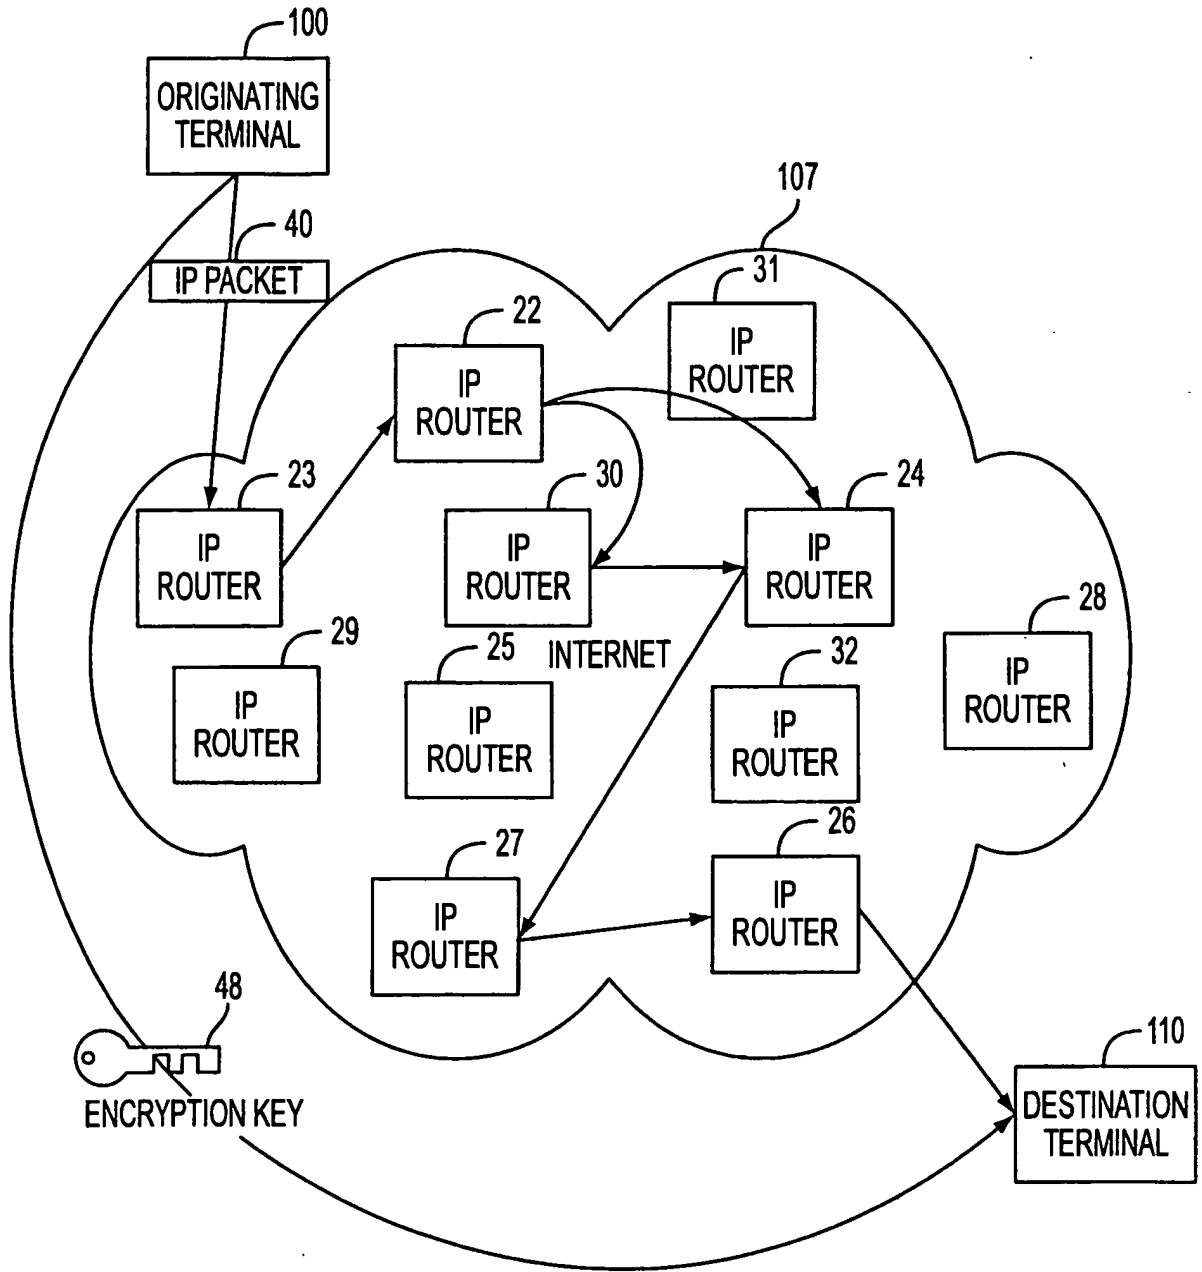 100
ORIGINATING
TERMINAL
107
40
IP PACKET
31
IP
ROUTER
22
IP
ROUTER
23
IP
ROUTER
30
IP
ROUTER
24
IP
ROUTER
29
IP
ROUTER
25
IP
ROUTER
INTERNET
32
IP
ROUTER
28
IP
ROUTER
27
IP
ROUTER
26
IP
ROUTER
48
ENCRYPTION KEY
110
DESTINATION
TERMINAL